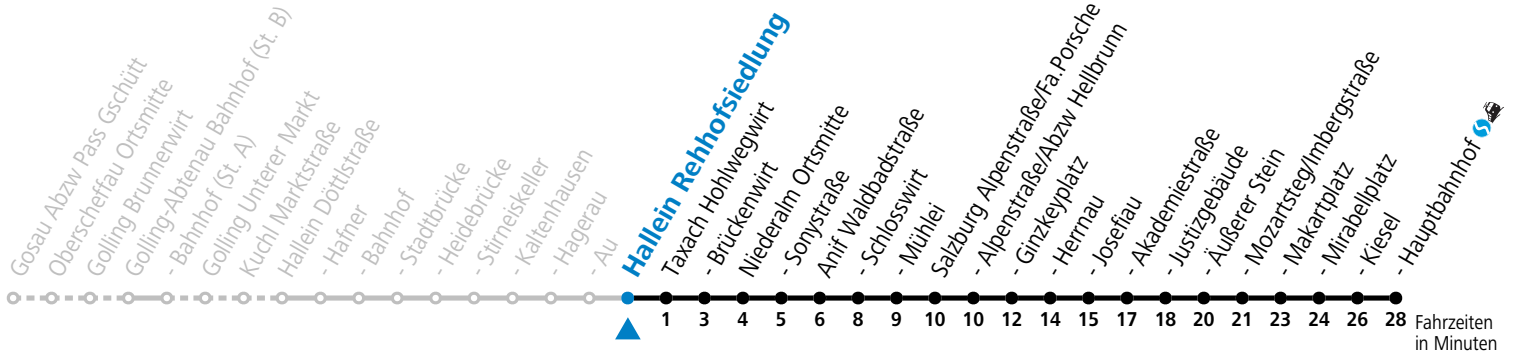 Gosau Abzw Pass Gschütt
Oberscheffau Ortsmitte
Golling Brunnenwirt
Golling-Abtenau Bahnhof (St. B)
- Bahnhof (St. A)
Golling Unterer Markt
Kuchl Marktstraße
Hallein Döttlstraße
- Hafner
- Bahnhof
- Stadtbrücke
- Heidebrücke
- Stirneiskeller
- Kaltenhausen
- Hagerau
- Au
Hallein Rehhofsiedlung
Taxach Hohlwegwirt
- Brückenwirt
Niederalm Ortsmitte
- Sonystraße
Anif Waldbadstraße
- Schlosswirt
- Mühlei
Salzburg Alpenstraße/Fa.Porsche
- Alpenstraße/Abzw Hellbrunn
- Ginzkeyplatz
- Herrnau
- Josefiau
- Akademiestraße
- Justizgebäude
- Äußerer Stein
- Mozartsteg/Imbergstraße
- Makartplatz
- Mirabellplatz
- Kiesel
- Hauptbahnhof
1 3 4 5 6 8 9 10 10 12 14 15 17 18 20 21 23 24 26 28 Fahrzeiten
in Minuten